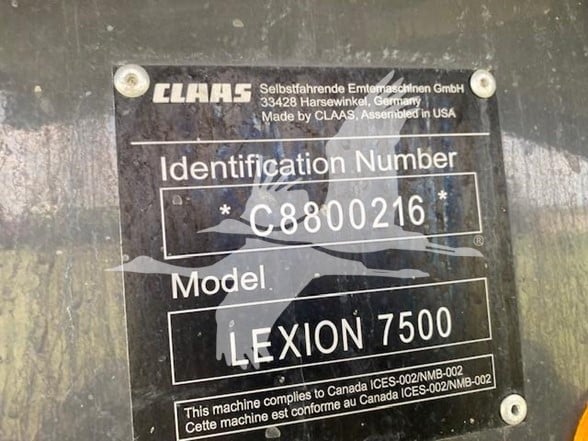 CLAAS Selbstfahrende Erntemaschinen GmbH
33428 Harsewinkel, Germany
Made by CLAAS, Assembled in USA
Identification Number
* C8800216 *
®
Model
LEXION 7500
This machine complies to Canada ICES-002/NMB-002
Cette machine est conforme au Canada ICES-002/NMB-002